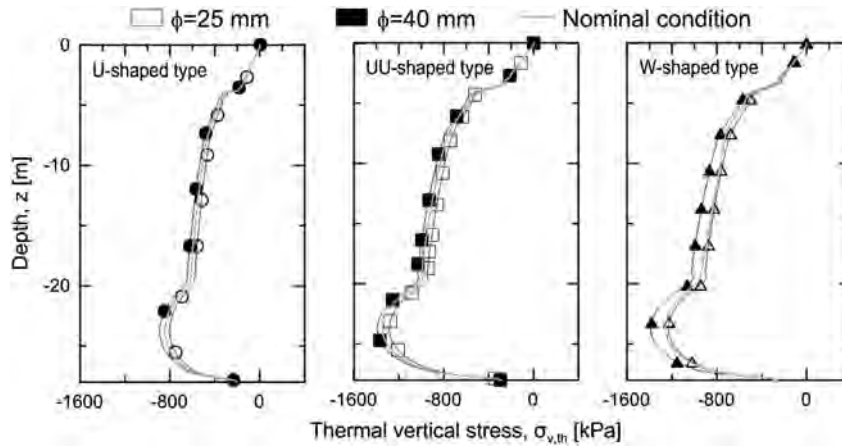 ϕ=25 mm ϕ=40 mm Nominal condition
0
-10
-20
Depth, z [m]
U-shaped type
UU-shaped type
W-shaped type
-1600 -800 0
-1600 -800 0
-1600 -800 0
Thermal vertical stress, σv,th [kPa]